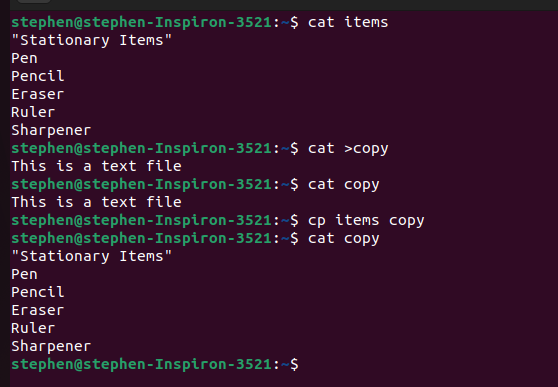 stephen@stephen-Inspiron-3521:~$ cat items
"Stationary Items"
Pen
Pencil
Eraser
Ruler
Sharpener
stephen@stephen-Inspiron-3521:~$ cat >copy
This is a text file
stephen@stephen-Inspiron-3521:~$ cat copy
This is a text file
stephen@stephen-Inspiron-3521:~$ cp items copy
stephen@stephen-Inspiron-3521:~$ cat copy
"Stationary Items"
Pen
Pencil
Eraser
Ruler
Sharpener
stephen@stephen-Inspiron-3521:~$